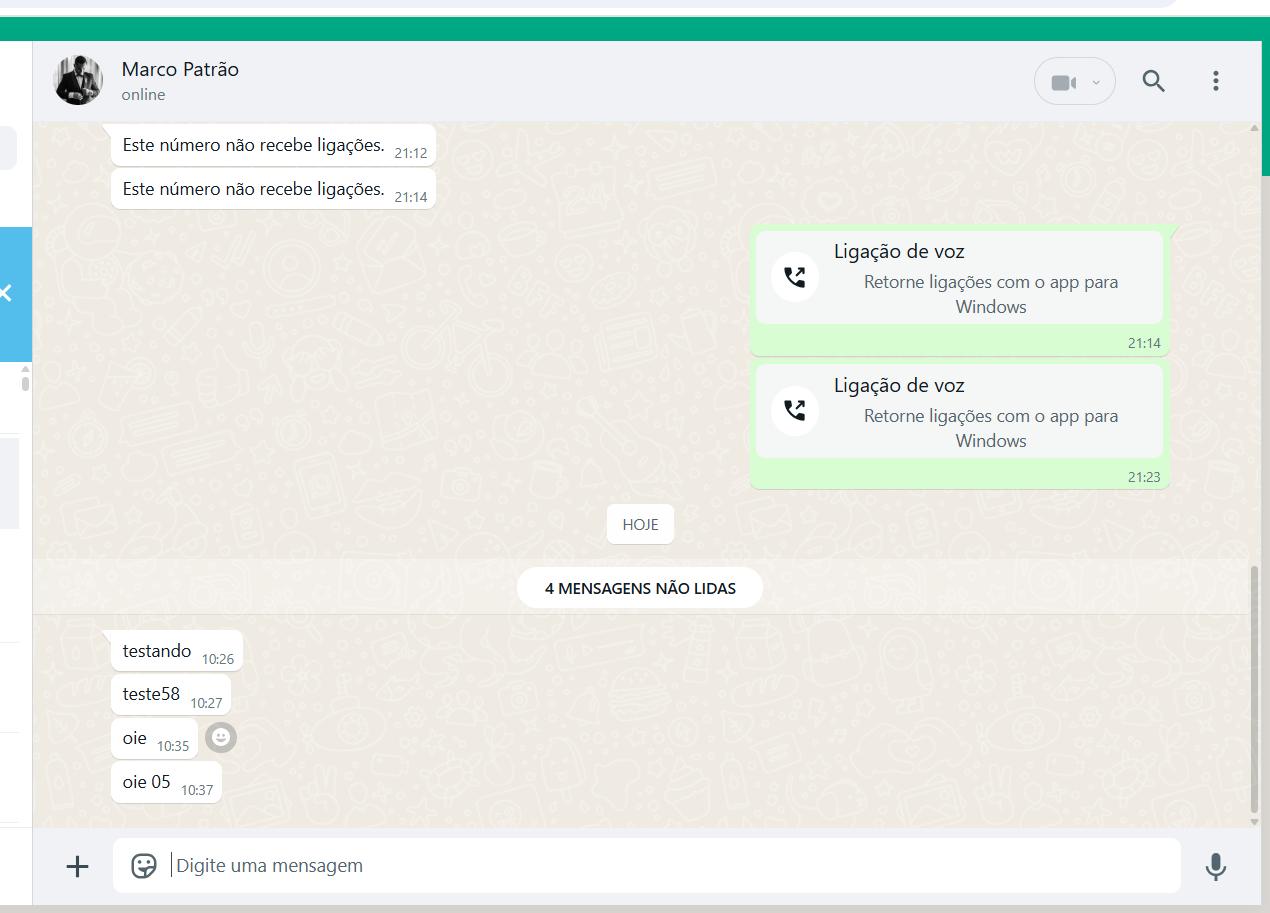 Marco Patrão
online
Este número não recebe ligações. 21:12
Este número não recebe ligações. 21:14
Ligação de voz
Retorne ligações com o app para
Windows
21:14
Ligação de voz
Retorne ligações com o app para
Windows
21:23
HOJE
4 MENSAGENS NÃO LIDAS
testando 10:26
teste58 10:27
oie 10:35
oie 05 10:37
Digite uma mensagem